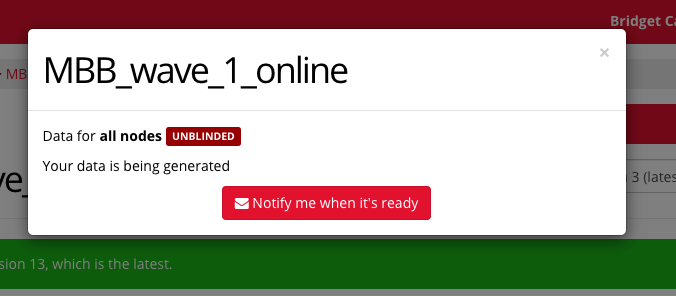 Bridget Ca
MBB_wave_1_online
×
> MB
Data for all nodes UNBLINDED
Your data is being generated
ve_
3 (lates
Notify me when it's ready
sion 13, which is the latest.